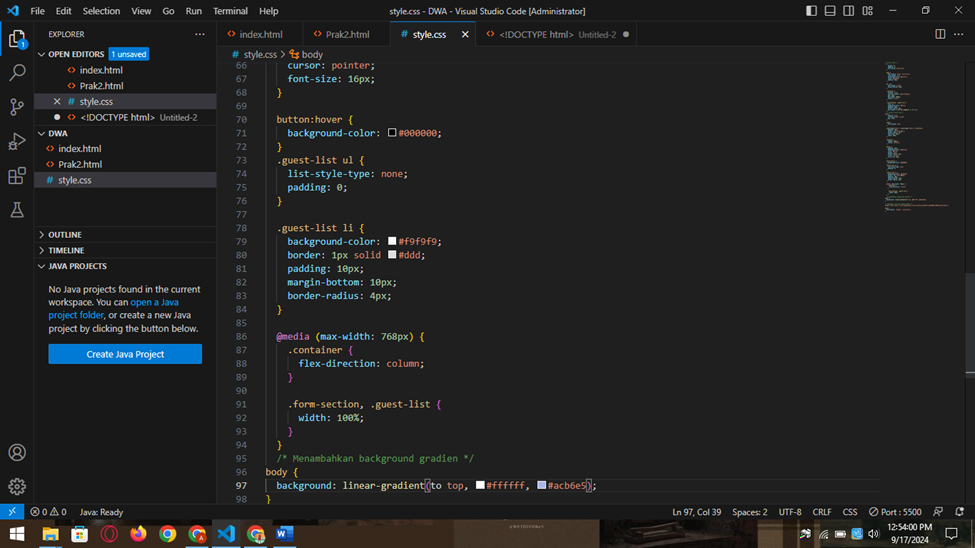 File Edit Selection View Go Run Terminal Help
style.css - DWA - Visual Studio Code [Administrator]
EXPLORER
OPEN EDITORS 1 unsaved
index.html
Prak2.html
style.css
<!DOCTYPE html> Untitled-2
DWA
index.html
Prak2.html
style.css
OUTLINE
TIMELINE
JAVA PROJECTS
No Java projects found in the current
workspace. You can open a Java
project folder, or create a new Java
project by clicking the button below.
Create Java Project
index.html Prak2.html style.css <!DOCTYPE html> Untitled-2
style.css > body
66 cursor: pointer;
67 font-size: 16px;
68 }
69
70 button:hover {
71 background-color: #000000;
72 }
73 .guest-list ul {
74 list-style-type: none;
75 padding: 0;
76 }
77
78 .guest-list li {
79 background-color: #f9f9f9;
80 border: 1px solid #ddd;
81 padding: 10px;
82 margin-bottom: 10px;
83 border-radius: 4px;
84 }
85
86 @media (max-width: 768px) {
87 .container {
88 flex-direction: column;
89 }
90
91 .form-section, .guest-list {
92 width: 100%;
93 }
94 }
95 /* Menambahkan background gradien */
96 body {
97 background: linear-gradient(to top, #ffffff, #acb6e5);
98 }
0 0 Java: Ready
Ln 97, Col 39 Spaces: 2 UTF-8 CRLF CSS Port : 5500
12:54:00 PM
9/17/2024